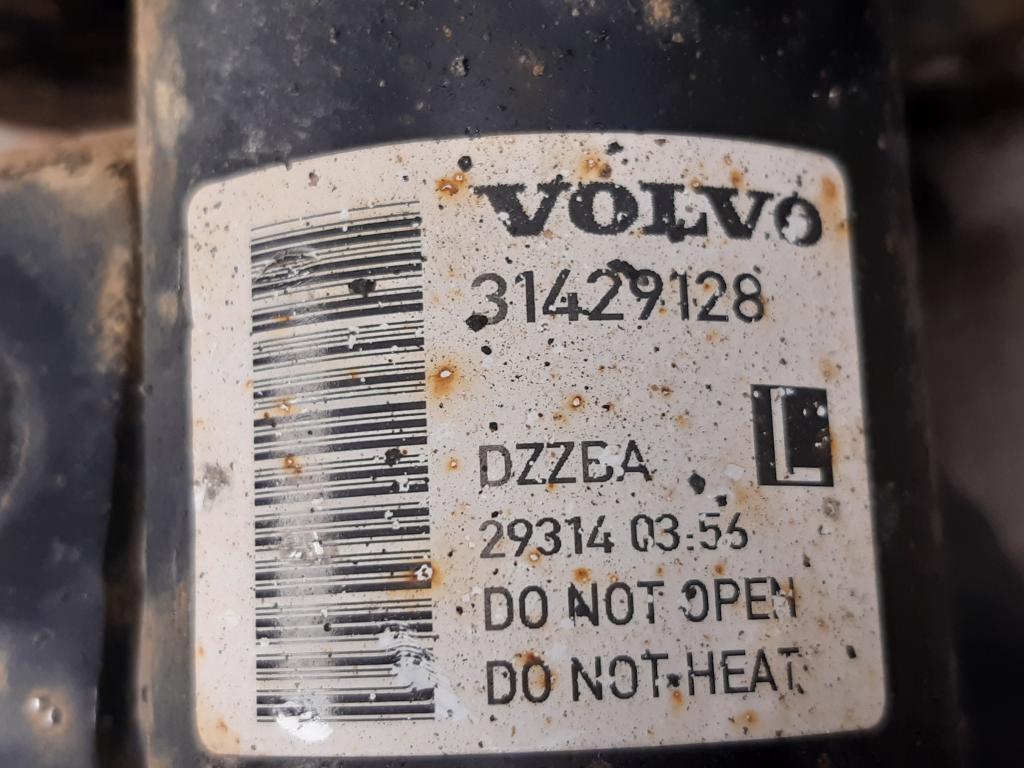 VOLVO
31429128
L
DZZBA
29314 03:56
DO NOT OPEN
DO NOT HEAT